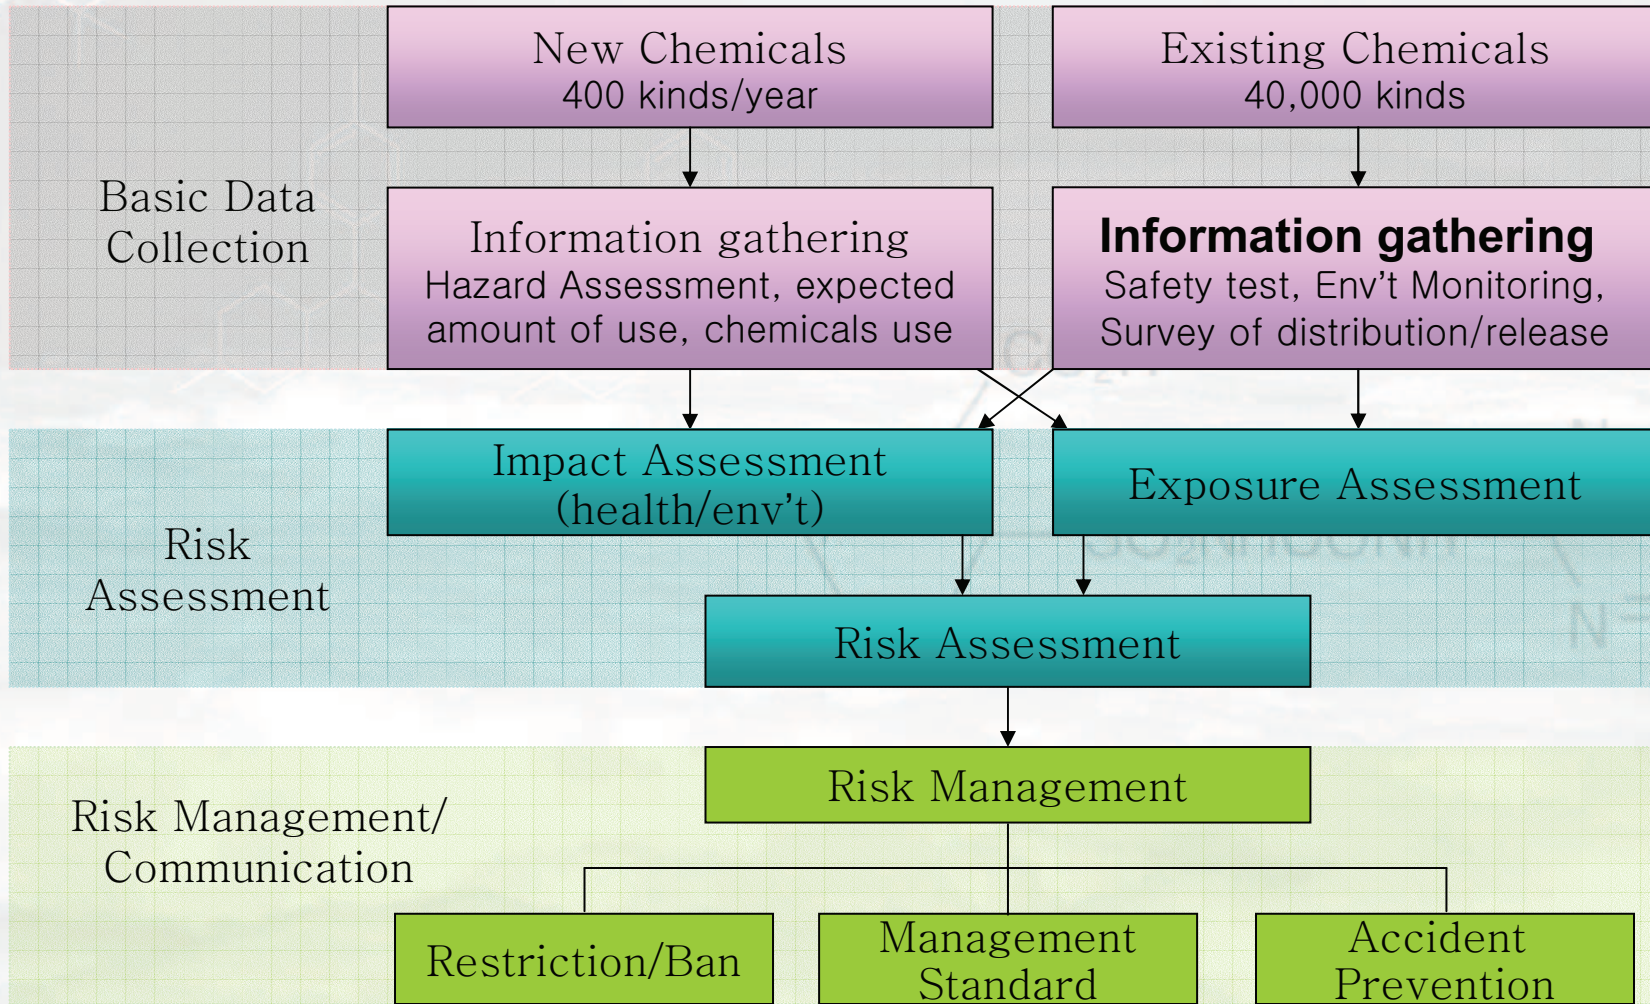 New Chemicals
400 kinds/year
Existing Chemicals
40,000 kinds
Basic Data
Collection
Information gathering
Hazard Assessment, expected
amount of use, chemicals use
Information gathering
Safety test, Env't Monitoring,
Survey of distribution/release
Impact Assessment
(health/env’t)
Exposure Assessment
Risk
Assessment
Risk Assessment
Risk Management/
Communication
Risk Management
Restriction/Ban
Management
Standard
Accident
Prevention